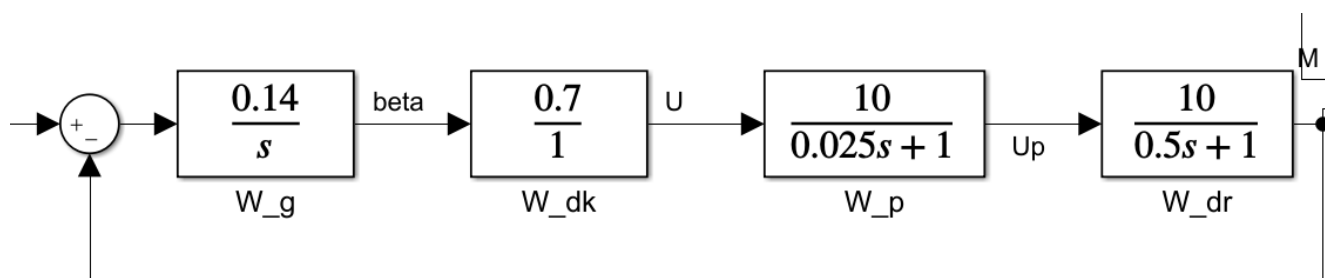 M
0.14
s
beta
0.7
1
U
10
0.025s + 1
Up
10
0.5s + 1
+
−
W_g
W_dk
W_p
W_dr